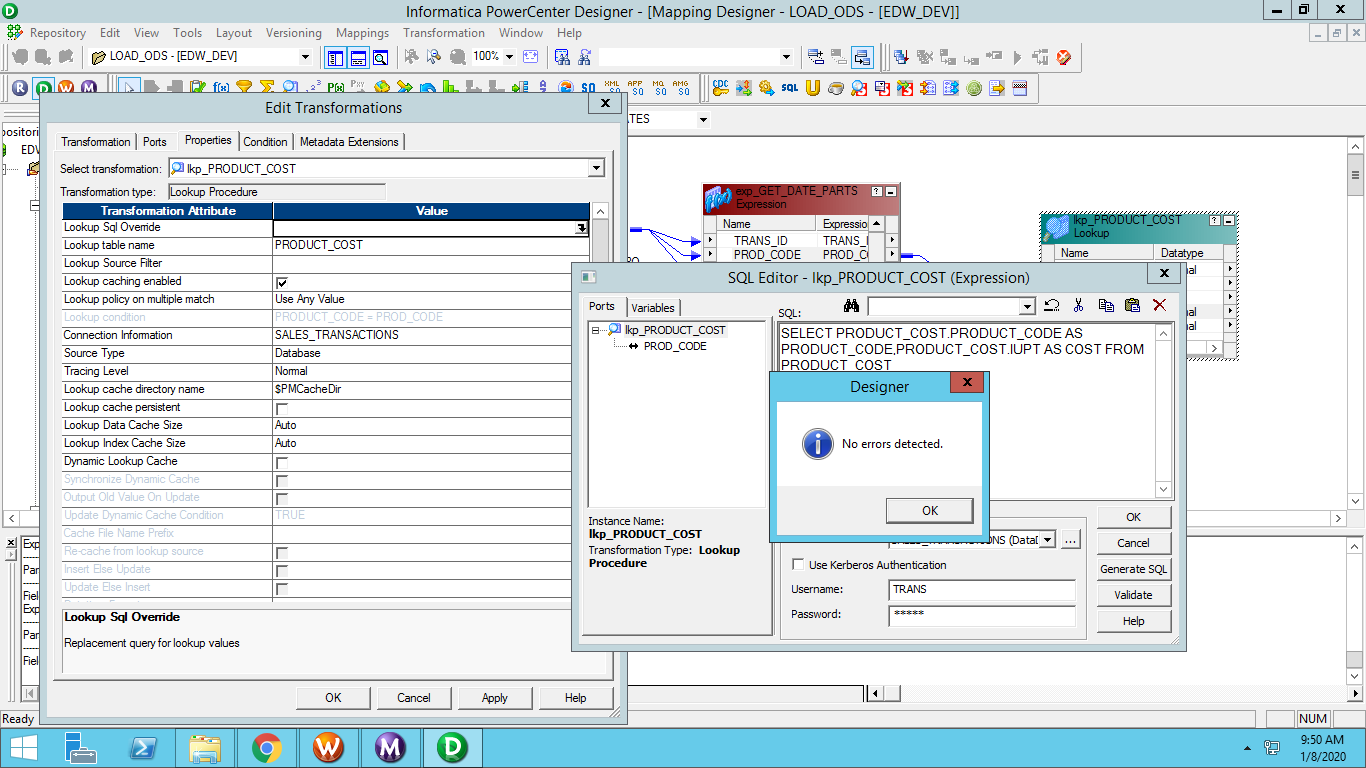 Informatica PowerCenter Designer - [Mapping Designer - LOAD_ODS - [EDW_DEV]]
Repository Edit View Tools Layout Versioning Mappings Transformation Window Help
LOAD_ODS - [EDW_DEV]
100%
Edit Transformations
Transformation Ports Properties Condition Metadata Extensions
Select transformation: lkp_PRODUCT_COST
Transformation type: Lookup Procedure
Transformation Attribute Value
Lookup Sql Override
Lookup table name PRODUCT_COST
Lookup Source Filter
Lookup caching enabled
Lookup policy on multiple match Use Any Value
Lookup condition PRODUCT_CODE = PROD_CODE
Connection Information SALES_TRANSACTIONS
Source Type Database
Tracing Level Normal
Lookup cache directory name $PMCacheDir
Lookup cache persistent
Lookup Data Cache Size Auto
Lookup Index Cache Size Auto
Dynamic Lookup Cache
Synchronize Dynamic Cache
Output Old Value On Update
Update Dynamic Cache Condition TRUE
Cache File Name Prefix
Re-cache from lookup source
Insert Else Update
Update Else Insert
Lookup Sql Override
Replacement query for lookup values
OK Cancel Apply Help
exp_GET_DATE_PARTS
Expression
Name Expressio
TRANS_ID TRANS_I
PROD_CODE PROD_C
lkp_PRODUCT_COST
Lookup
Name Datatype
SQL Editor - lkp_PRODUCT_COST (Expression)
Ports Variables
lkp_PRODUCT_COST
PROD_CODE
SQL:
SELECT PRODUCT_COST.PRODUCT_CODE AS
PRODUCT_CODE,PRODUCT_COST.IUPT AS COST FROM
PRODUCT_COST
Designer
No errors detected.
OK
Instance Name:
lkp_PRODUCT_COST
Transformation Type: Lookup
Procedure
Use Kerberos Authentication
Username: TRANS
Password: *****
OK
Cancel
Generate SQL
Validate
Help
Ready
NUM
9:50 AM
1/8/2020